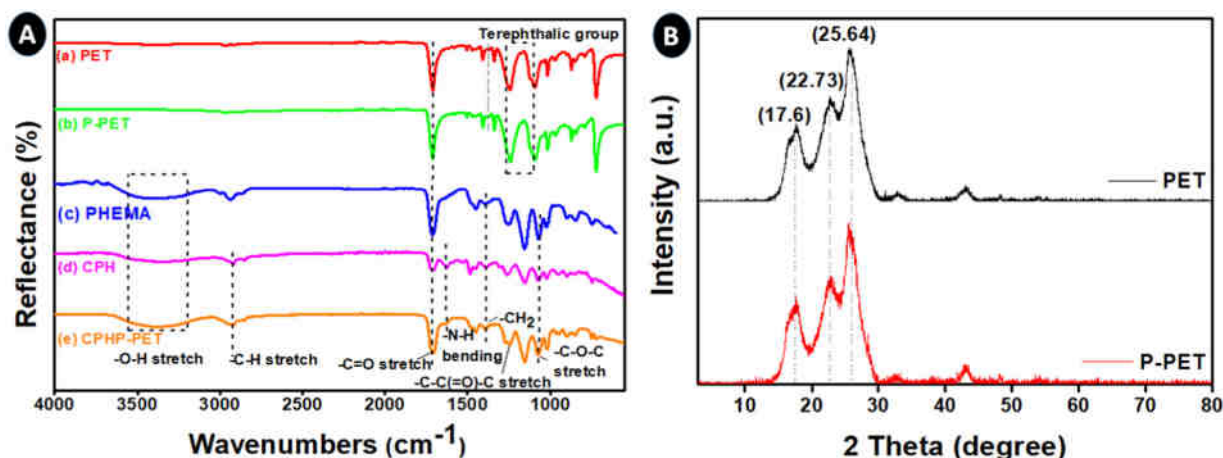 A
Terephthalic group
(a) PET
(b) P-PET
(c) PHEMA
(d) CPH
(e) CPHP-PET
-O-H stretch
-C-H stretch
-C=O stretch
-N-H
bending
-CH2
-C-C(=O)-C stretch
-C-O-C
stretch
Reflectance (%)
4000 3500 3000 2500 2000 1500 1000
Wavenumbers (cm-1)
B
(25.64)
(22.73)
(17.6)
PET
P-PET
Intensity (a.u.)
10 20 30 40 50 60 70 80
2 Theta (degree)